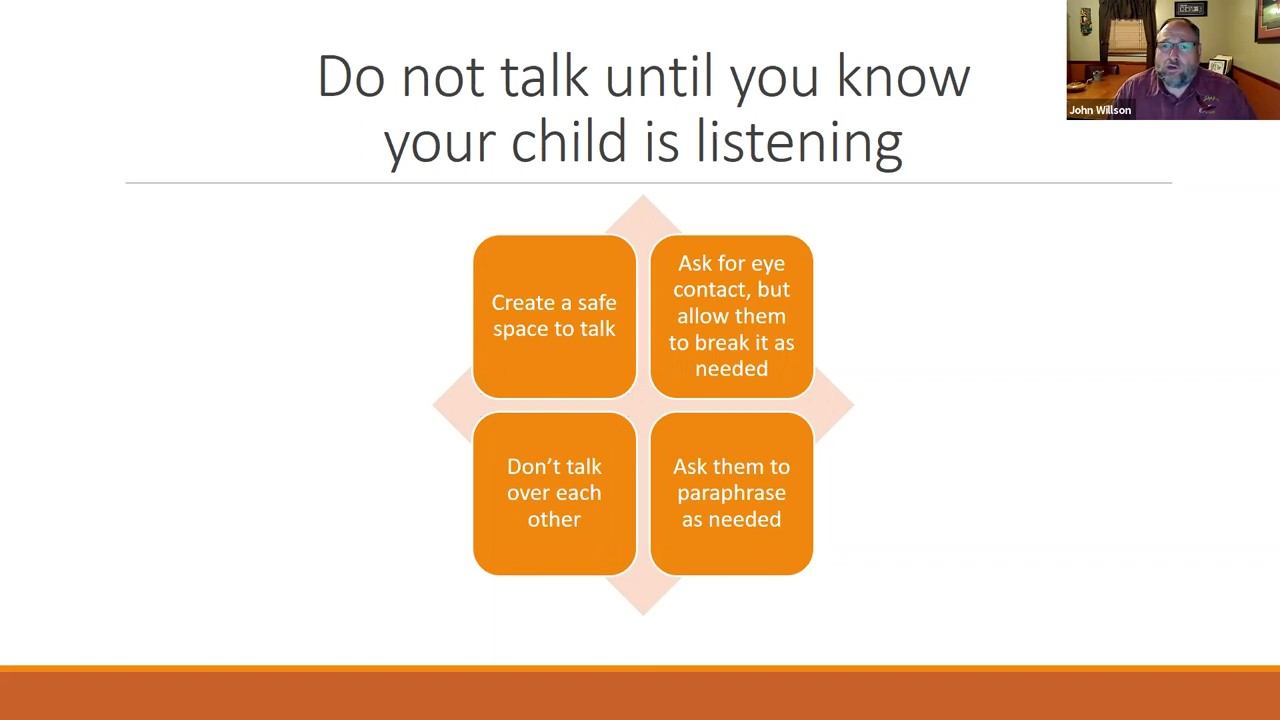 Do not talk until you know
your child is listening
John Willson
Create a safe
space to talk
Ask for eye
contact, but
allow them
to break it as
needed
Don’t talk
over each
other
Ask them to
paraphrase
as needed